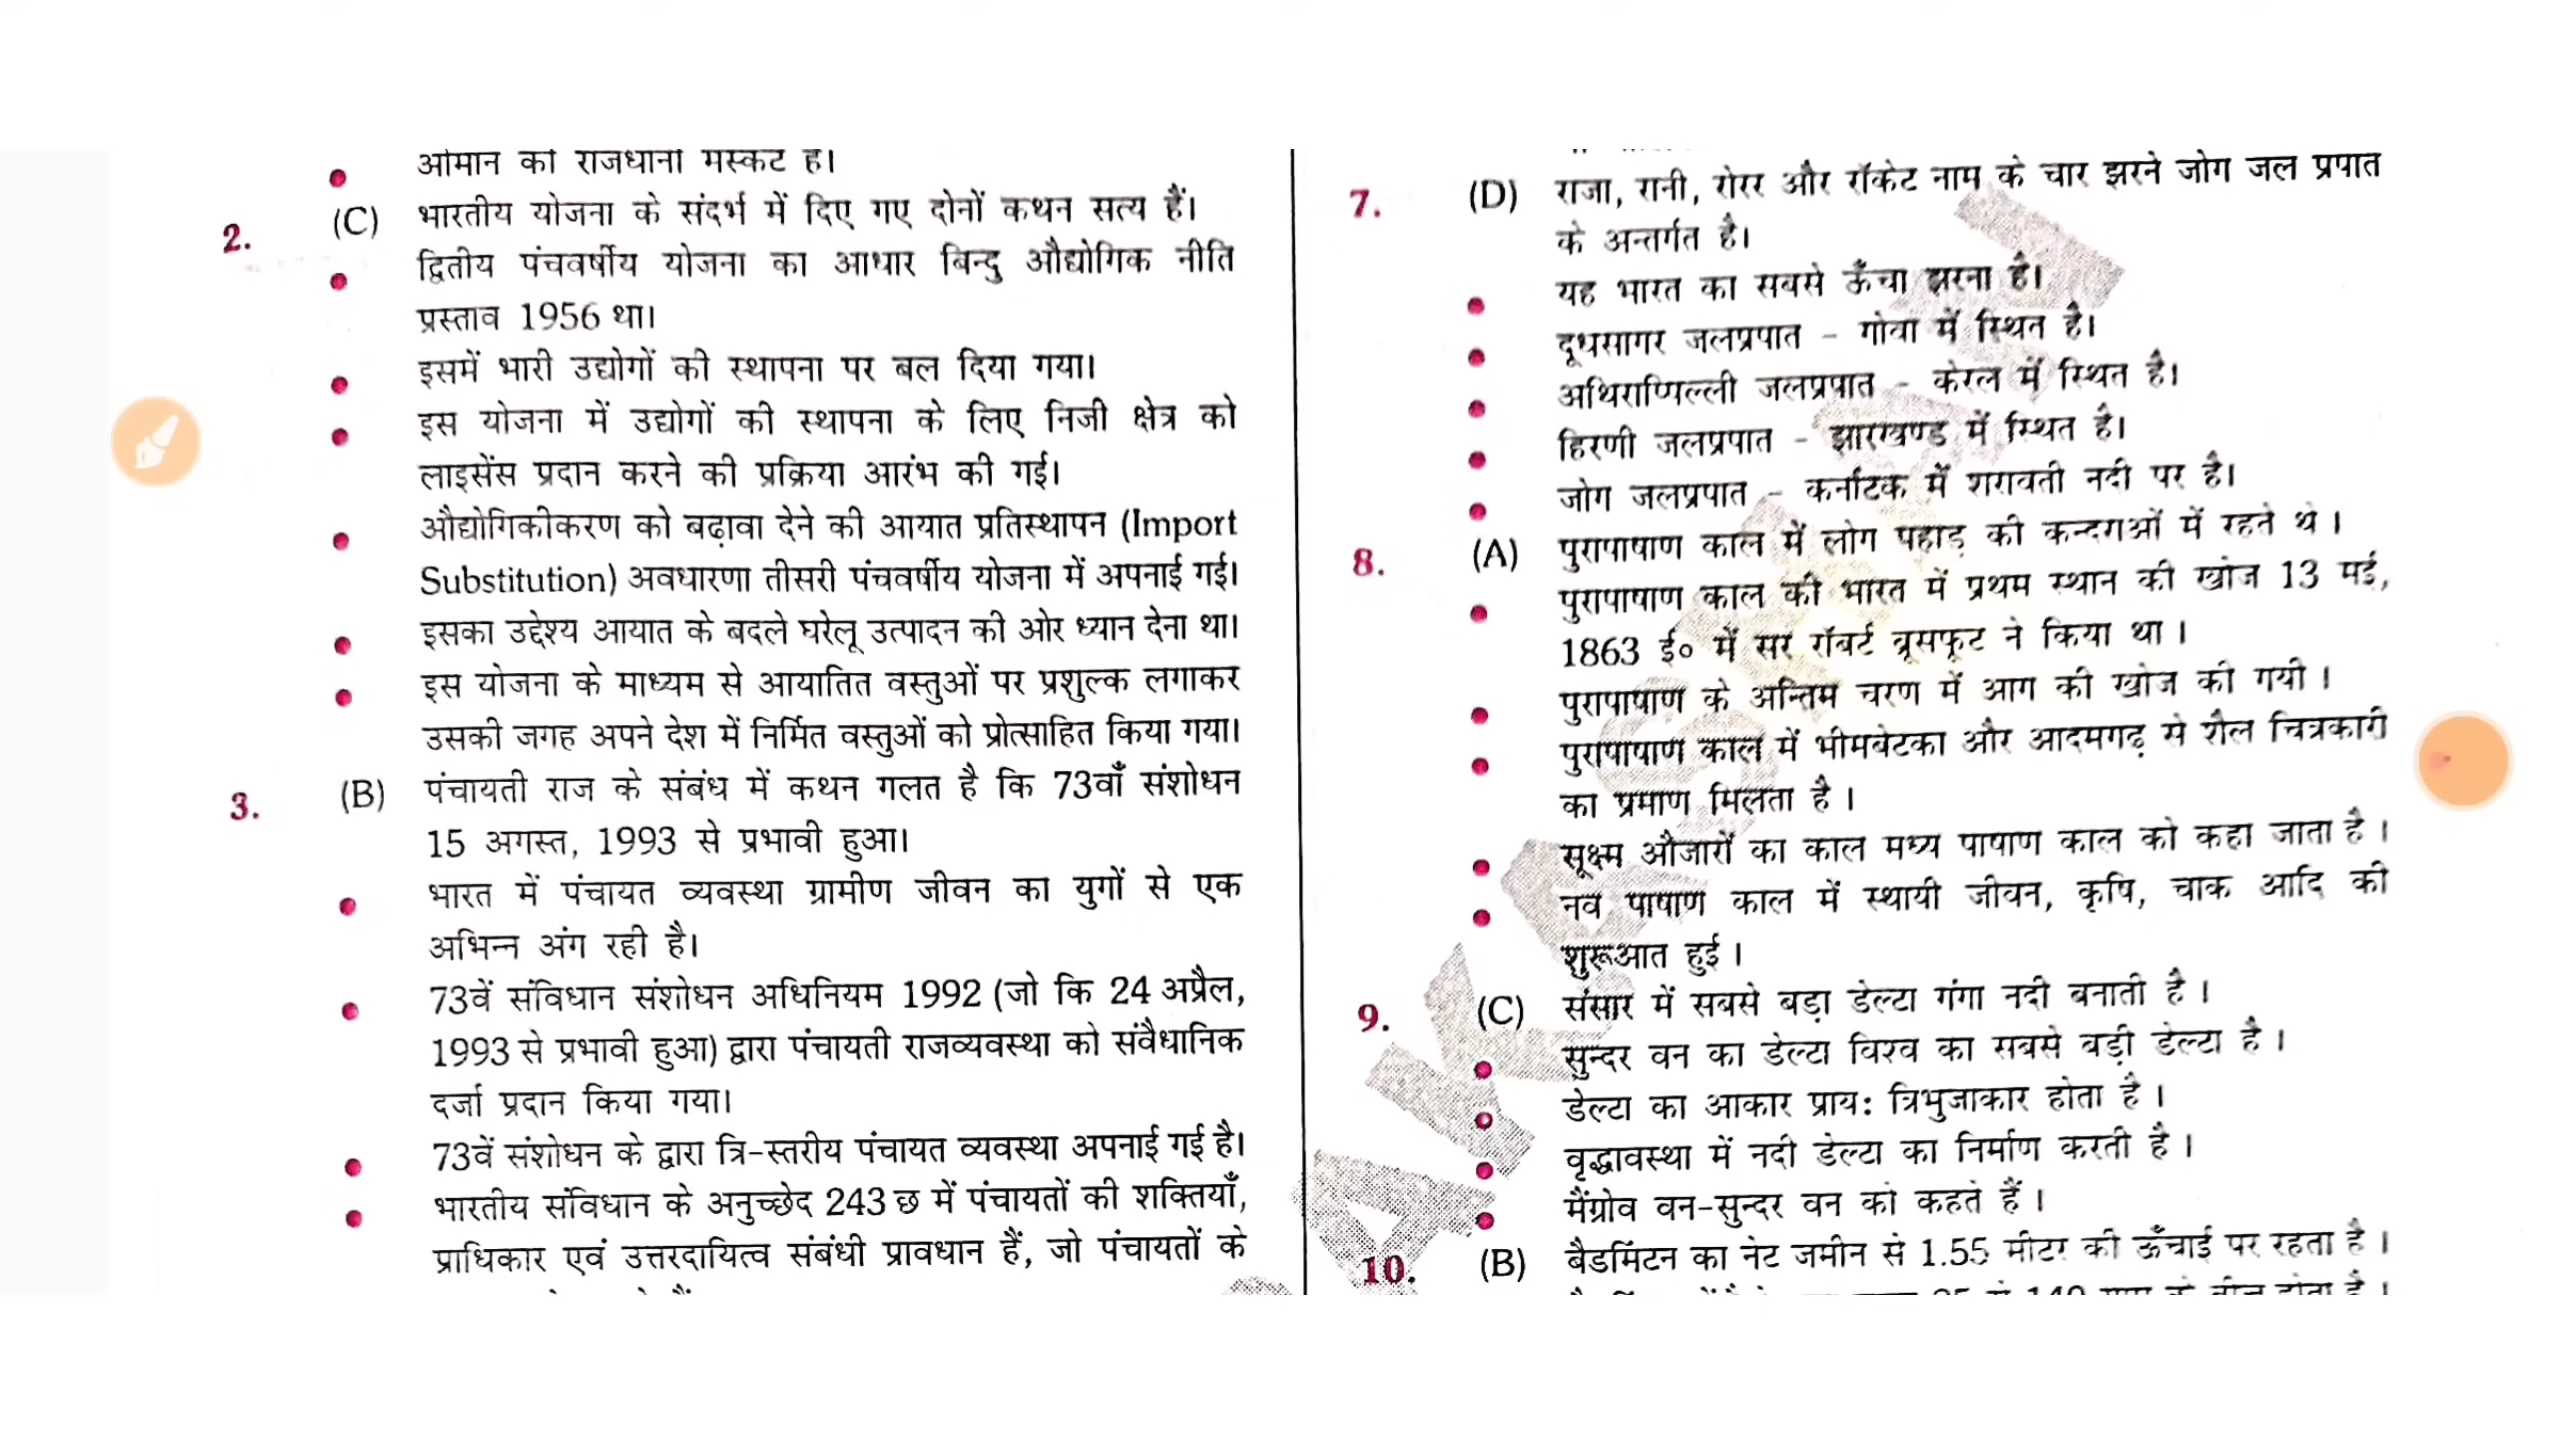 ओमान की राजधानी मस्कट है।
2. (C) भारतीय योजना के संदर्भ में दिए गए दोनों कथन सत्य हैं।
द्वितीय पंचवर्षीय योजना का आधार बिन्दु औद्योगिक नीति
प्रस्ताव 1956 था।
इसमें भारी उद्योगों की स्थापना पर बल दिया गया।
इस योजना में उद्योगों की स्थापना के लिए निजी क्षेत्र को
लाइसेंस प्रदान करने की प्रक्रिया आरंभ की गई।
औद्योगिकीकरण को बढ़ावा देने की आयात प्रतिस्थापन (Import
Substitution) अवधारणा तीसरी पंचवर्षीय योजना में अपनाई गई।
इसका उद्देश्य आयात के बदले घरेलू उत्पादन की ओर ध्यान देना था।
इस योजना के माध्यम से आयातित वस्तुओं पर प्रशुल्क लगाकर
उसकी जगह अपने देश में निर्मित वस्तुओं को प्रोत्साहित किया गया।
3. (B) पंचायती राज के संबंध में कथन गलत है कि 73वाँ संशोधन
15 अगस्त, 1993 से प्रभावी हुआ।
भारत में पंचायत व्यवस्था ग्रामीण जीवन का युगों से एक
अभिन्न अंग रही है।
73वें संविधान संशोधन अधिनियम 1992 (जो कि 24 अप्रैल,
1993 से प्रभावी हुआ) द्वारा पंचायती राजव्यवस्था को संवैधानिक
दर्जा प्रदान किया गया।
73वें संशोधन के द्वारा त्रि-स्तरीय पंचायत व्यवस्था अपनाई गई है।
भारतीय संविधान के अनुच्छेद 243 छ में पंचायतों की शक्तियाँ,
प्राधिकार एवं उत्तरदायित्व संबंधी प्रावधान हैं, जो पंचायतों के
7. (D) राजा, रानी, रोरर और रॉकेट नाम के चार झरने जोग जल प्रपात
के अन्तर्गत है।
यह भारत का सबसे ऊँचा झरना है।
दूधसागर जलप्रपात - गोवा में स्थित है।
अथिराप्पिल्ली जलप्रपात - केरल में स्थित है।
हिरणी जलप्रपात - झारखण्ड में स्थित है।
जोग जलप्रपात - कर्नाटक में शरावती नदी पर है।
8. (A) पुरापाषाण काल में लोग पहाड़ की कन्दराओं में रहते थे ।
पुरापाषाण काल की भारत में प्रथम स्थान की खोज 13 मई,
1863 ई० में सर रॉबर्ट ब्रूसफूट ने किया था ।
पुरापाषाण के अन्तिम चरण में आग की खोज की गयी ।
पुरापाषाण काल में भीमबेटका और आदमगढ़ से शैल चित्रकारी
का प्रमाण मिलता है ।
सूक्ष्म औजारों का काल मध्य पाषाण काल को कहा जाता है ।
नव पाषाण काल में स्थायी जीवन, कृषि, चाक आदि की
शुरूआत हुई ।
9. (C) संसार में सबसे बड़ा डेल्टा गंगा नदी बनाती है ।
सुन्दर वन का डेल्टा विश्व का सबसे बड़ी डेल्टा है ।
डेल्टा का आकार प्रायः त्रिभुजाकार होता है ।
वृद्धावस्था में नदी डेल्टा का निर्माण करती है ।
मैंग्रोव वन-सुन्दर वन को कहते हैं ।
10. (B) बैडमिंटन का नेट जमीन से 1.55 मीटर की ऊँचाई पर रहता है ।